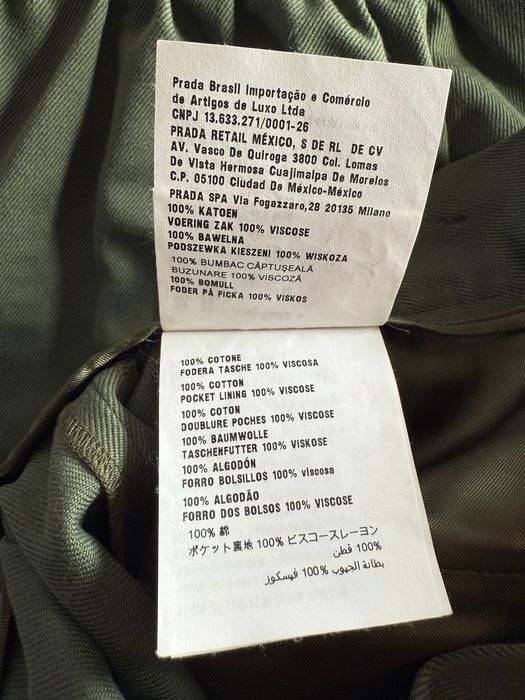 Prada Brasil Importação e Comércio
de Artigos de Luxo Ltda
CNPJ 13.633.271/0001-26
PRADA RETAIL MÉXICO, S DE RL DE CV
AV. Vasco De Quiroga 3800 Col. Lomas
De Vista Hermosa Cuajimalpa De Morelos
C.P. 05100 Ciudad De México-México
PRADA SPA Via Fogazzaro,28 20135 Milano
100% KATOEN
VOERING ZAK 100% VISCOSE
100% BAWELNA
PODSZEWKA KIESZENI 100% WISKOZA
100% BUMBAC CĂPTUŞEALĂ
BUZUNARE 100% VISCOZĂ
100% BOMULL
FODER PÅ FICKA 100% VISKOS
100% COTONE
FODERA TASCHE 100% VISCOSA
100% COTTON
POCKET LINING 100% VISCOSE
100% COTON
DOUBLURE POCHES 100% VISCOSE
100% BAUMWOLLE
TASCHENFUTTER 100% VISKOSE
100% ALGODÓN
FORRO BOLSILLOS 100% viscosa
100% ALGODÃO
FORRO DOS BOLSOS 100% VISCOSE
100% 綿
ポケット裏地 100% ビスコースレーヨン
100% قطن
بطانة الجيوب 100% فيسكوز